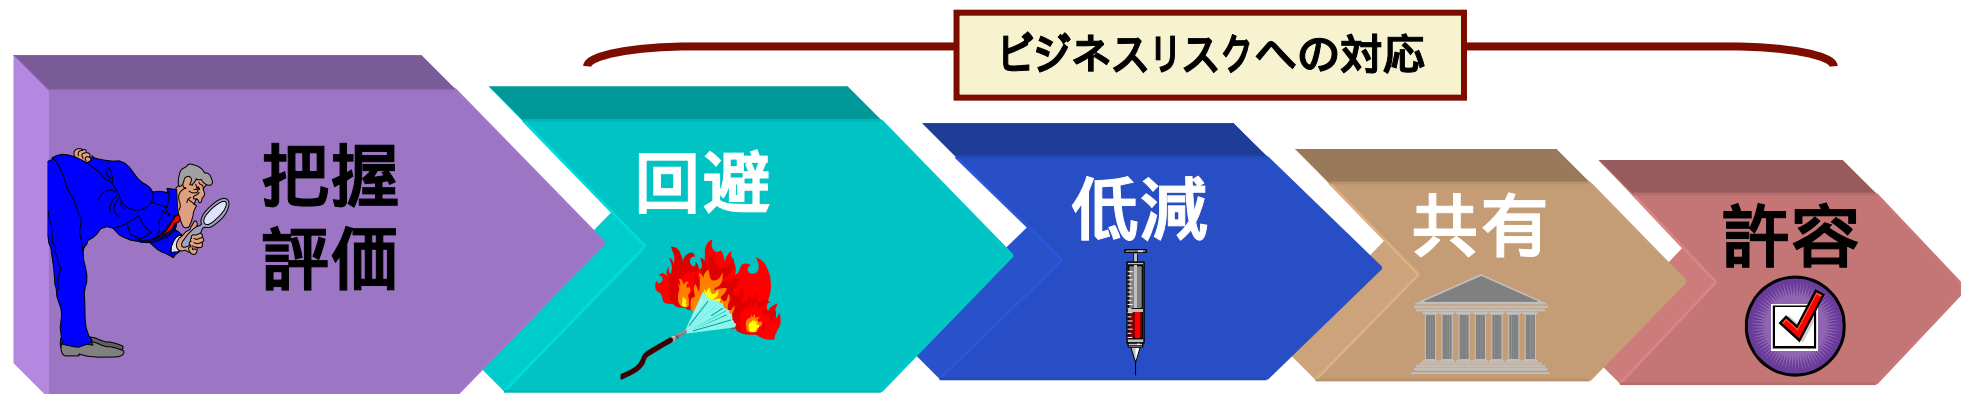 ビジネスリスクへの対応
把握
評価
回避
低減
共有
許容